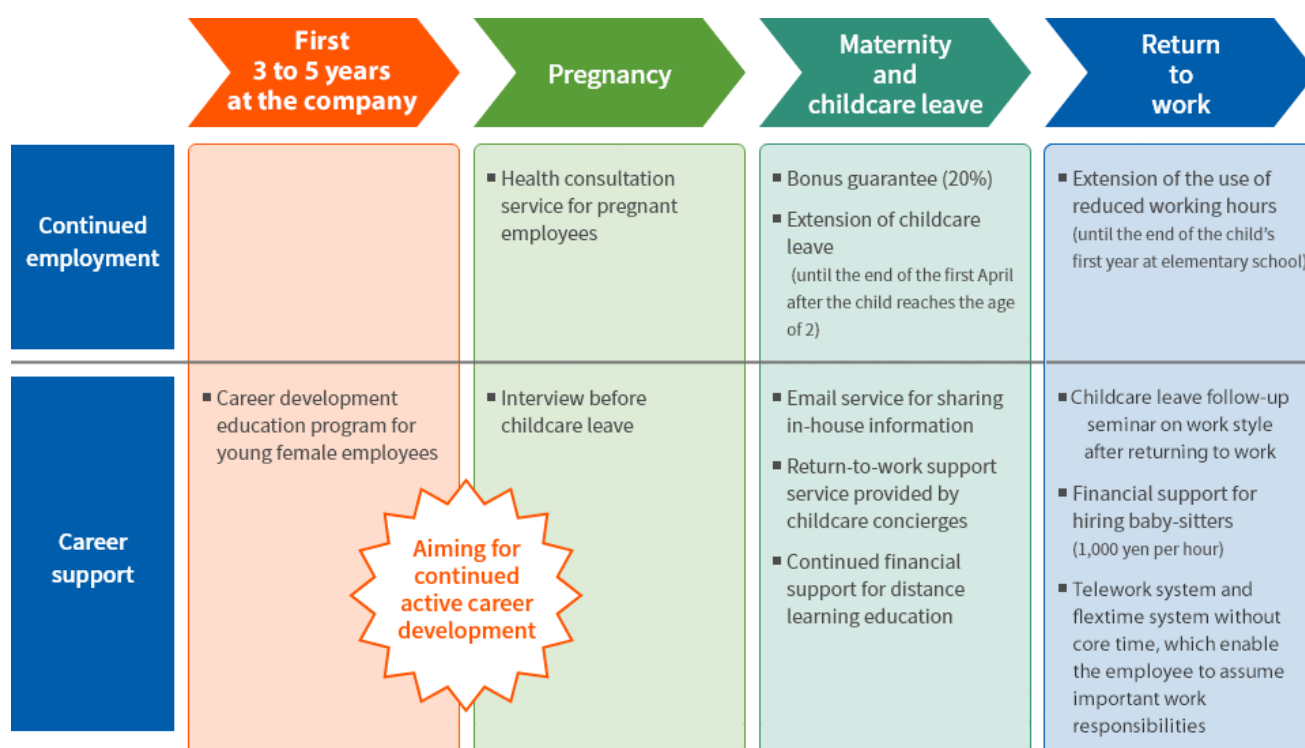 First
3 to 5 years
at the company
Pregnancy
Maternity
and
childcare leave
Return
to
work
Continued
employment
■ Health consultation
service for pregnant
employees
■ Bonus guarantee (20%)
■ Extension of childcare
leave
(until the end of the first April
after the child reaches the age
of 2)
■ Extension of the use of
reduced working hours
(until the end of the child's
first year at elementary school)
Career
support
■ Career development
education program for
young female employees
■ Interview before
childcare leave
Aiming for
continued
active career
development
■ Email service for sharing
in-house information
■ Return-to-work support
service provided by
childcare concierges
■ Continued financial
support for distance
learning education
■ Childcare leave follow-up
seminar on work style
after returning to work
■ Financial support for
hiring baby-sitters
(1,000 yen per hour)
■ Telework system and
flextime system without
core time, which enable
the employee to assume
important work
responsibilities